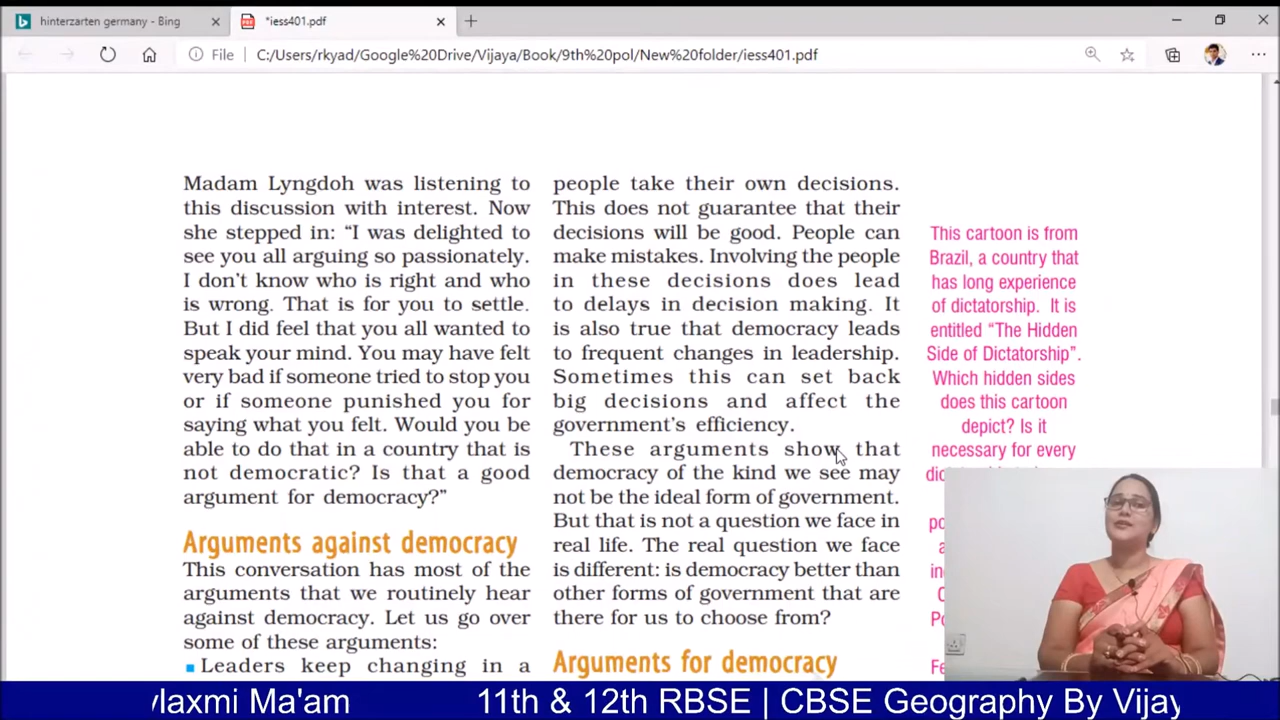 hinterzarten germany - Bing
*iess401.pdf
File
C:/Users/rkyad/Google%20Drive/Vijaya/Book/9th%20pol/New%20folder/iess401.pdf
Madam Lyngdoh was listening to
this discussion with interest. Now
she stepped in: “I was delighted to
see you all arguing so passionately.
I don’t know who is right and who
is wrong. That is for you to settle.
But I did feel that you all wanted to
speak your mind. You may have felt
very bad if someone tried to stop you
or if someone punished you for
saying what you felt. Would you be
able to do that in a country that is
not democratic? Is that a good
argument for democracy?”
Arguments against democracy
This conversation has most of the
arguments that we routinely hear
against democracy. Let us go over
some of these arguments:
Leaders keep changing in a
people take their own decisions.
This does not guarantee that their
decisions will be good. People can
make mistakes. Involving the people
in these decisions does lead
to delays in decision making. It
is also true that democracy leads
to frequent changes in leadership.
Sometimes this can set back
big decisions and affect the
government’s efficiency.
These arguments show that
democracy of the kind we see may
not be the ideal form of government.
But that is not a question we face in
real life. The real question we face
is different: is democracy better than
other forms of government that are
there for us to choose from?
Arguments for democracy
This cartoon is from
Brazil, a country that
has long experience
of dictatorship. It is
entitled “The Hidden
Side of Dictatorship”.
Which hidden sides
does this cartoon
depict? Is it
necessary for every
laxmi Ma'am
11th & 12th RBSE | CBSE Geography By Vijay